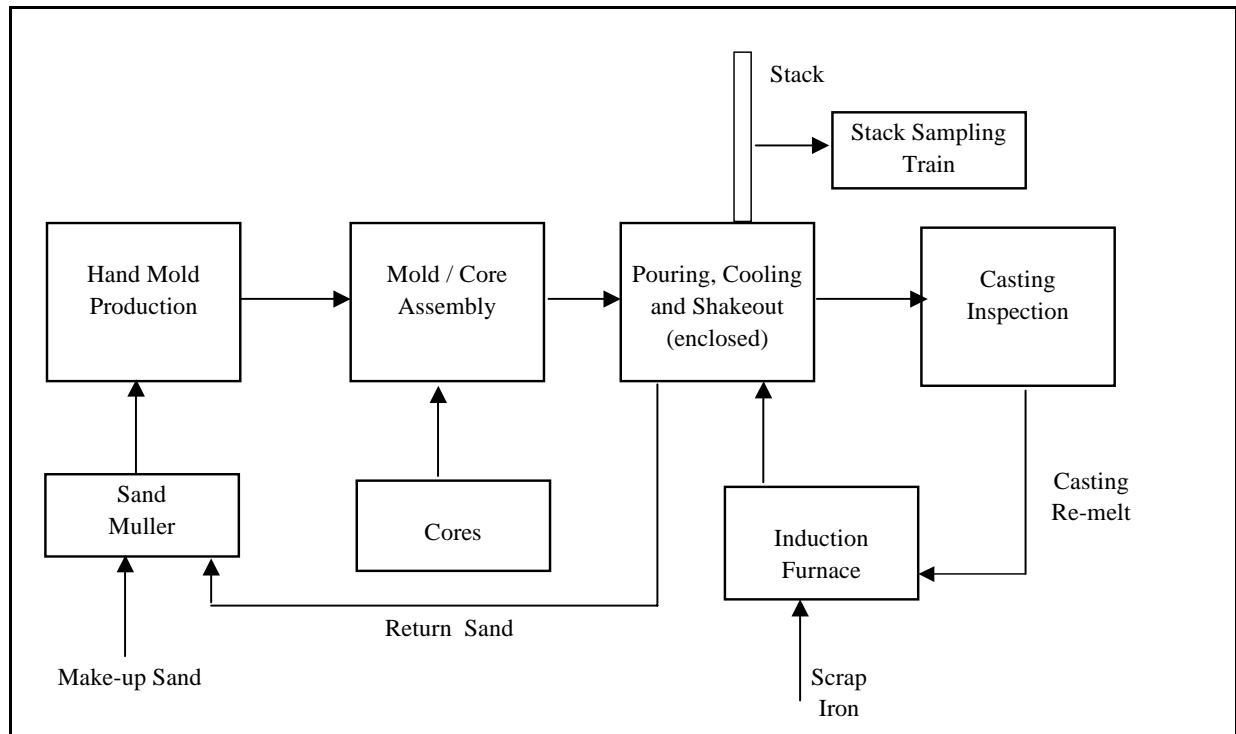 Stack
Stack Sampling
Train
Hand Mold
Production
Mold / Core
Assembly
Pouring, Cooling
and Shakeout
(enclosed)
Casting
Inspection
Sand
Muller
Cores
Induction
Furnace
Casting
Re-melt
Return Sand
Make-up Sand
Scrap
Iron